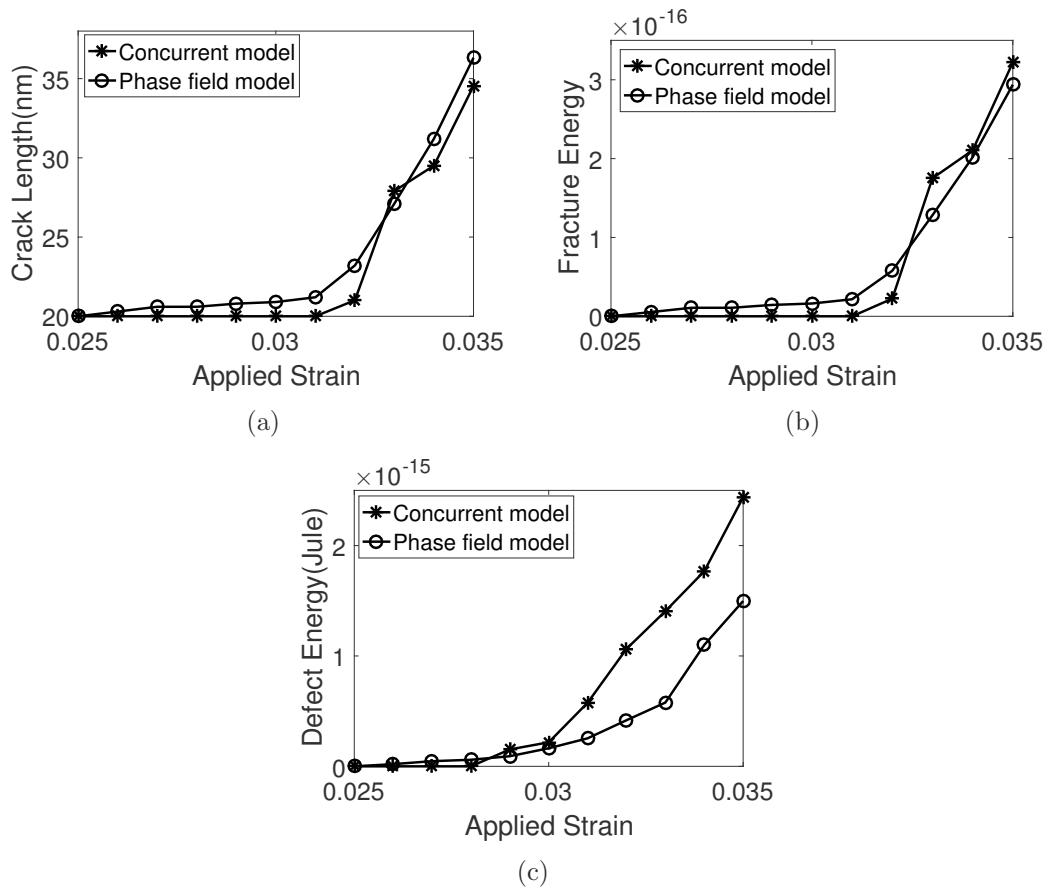 Concurrent model
Phase field model
Crack Length(nm)
35
30
25
20
0.025
0.03
0.035
Applied Strain
(a)
×10-16
Concurrent model
Phase field model
Fracture Energy
3
2
1
0
0.025
0.03
0.035
Applied Strain
(b)
×10-15
Concurrent model
Phase field model
Defect Energy(Jule)
2
1
0
0.025
0.03
0.035
Applied Strain
(c)